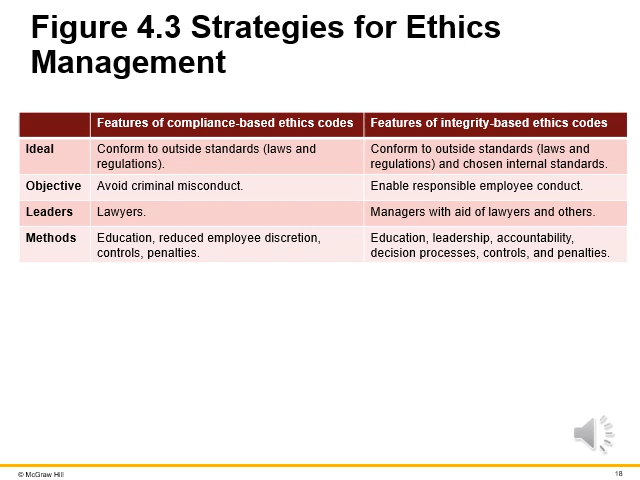 Figure 4.3 Strategies for Ethics
Management
Features of compliance-based ethics codes
Features of integrity-based ethics codes
Ideal
Conform to outside standards (laws and
regulations).
Conform to outside standards (laws and
regulations) and chosen internal standards.
Objective
Avoid criminal misconduct.
Enable responsible employee conduct.
Leaders
Lawyers.
Managers with aid of lawyers and others.
Methods
Education, reduced employee discretion,
controls, penalties.
Education, leadership, accountability,
decision processes, controls, and penalties.
© McGraw Hill
18